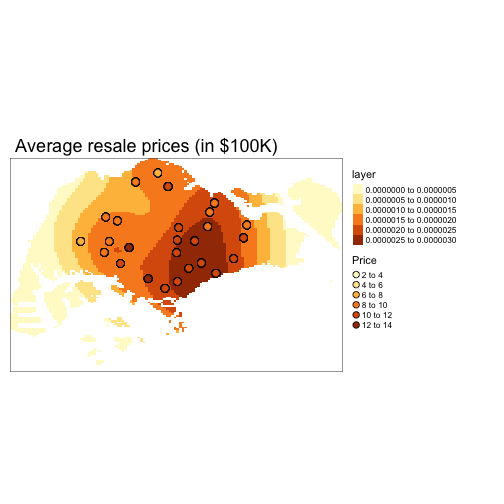 Average resale prices (in $100K)
layer
0.0000000 to 0.0000005
0.0000005 to 0.0000010
0.0000010 to 0.0000015
0.0000015 to 0.0000020
0.0000020 to 0.0000025
0.0000025 to 0.0000030
Price
2 to 4
4 to 6
6 to 8
8 to 10
10 to 12
12 to 14